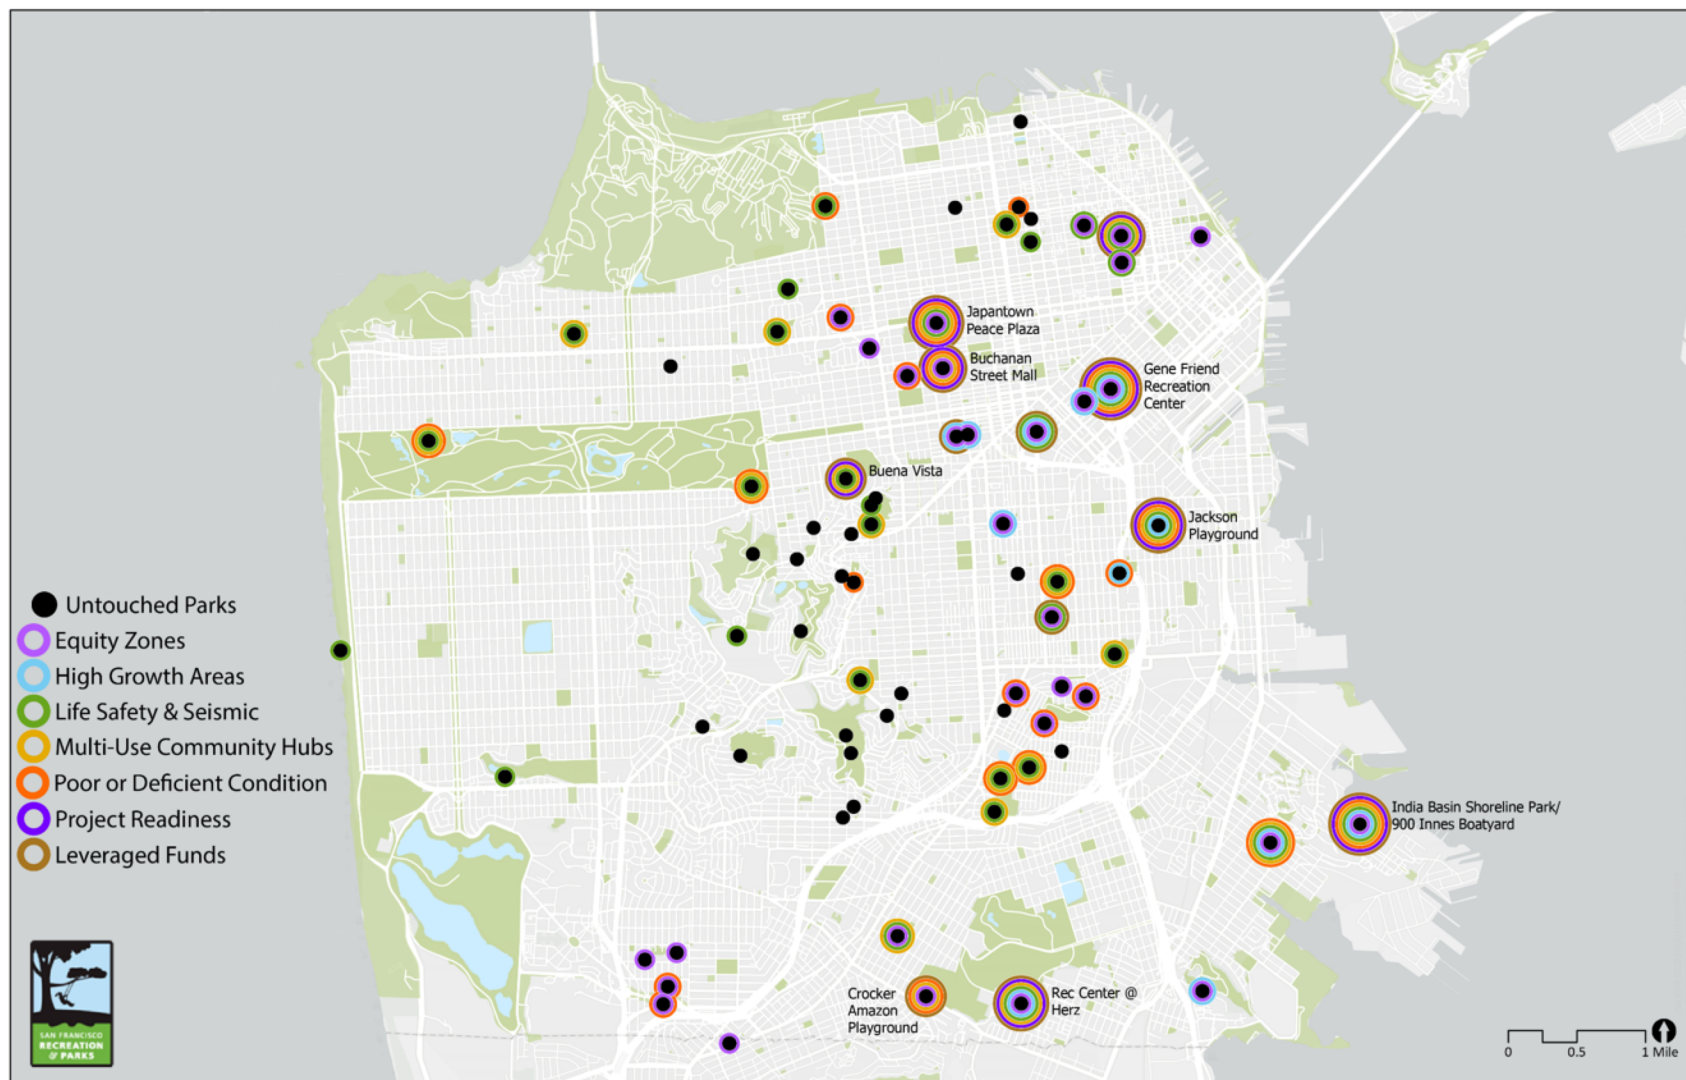 Japantown
Peace Plaza
Buchanan
Street Mall
Gene Friend
Recreation
Center
Buena Vista
Jackson
Playground
Untouched Parks
Equity Zones
High Growth Areas
Life Safety & Seismic
Multi-Use Community Hubs
Poor or Deficient Condition
Project Readiness
Leveraged Funds
India Basin Shoreline Park/
900 Innes Boatyard
Crocker
Amazon
Playground
Rec Center @
Herz
SAN FRANCISCO
RECREATION
& PARKS
0 0.5 1 Mile